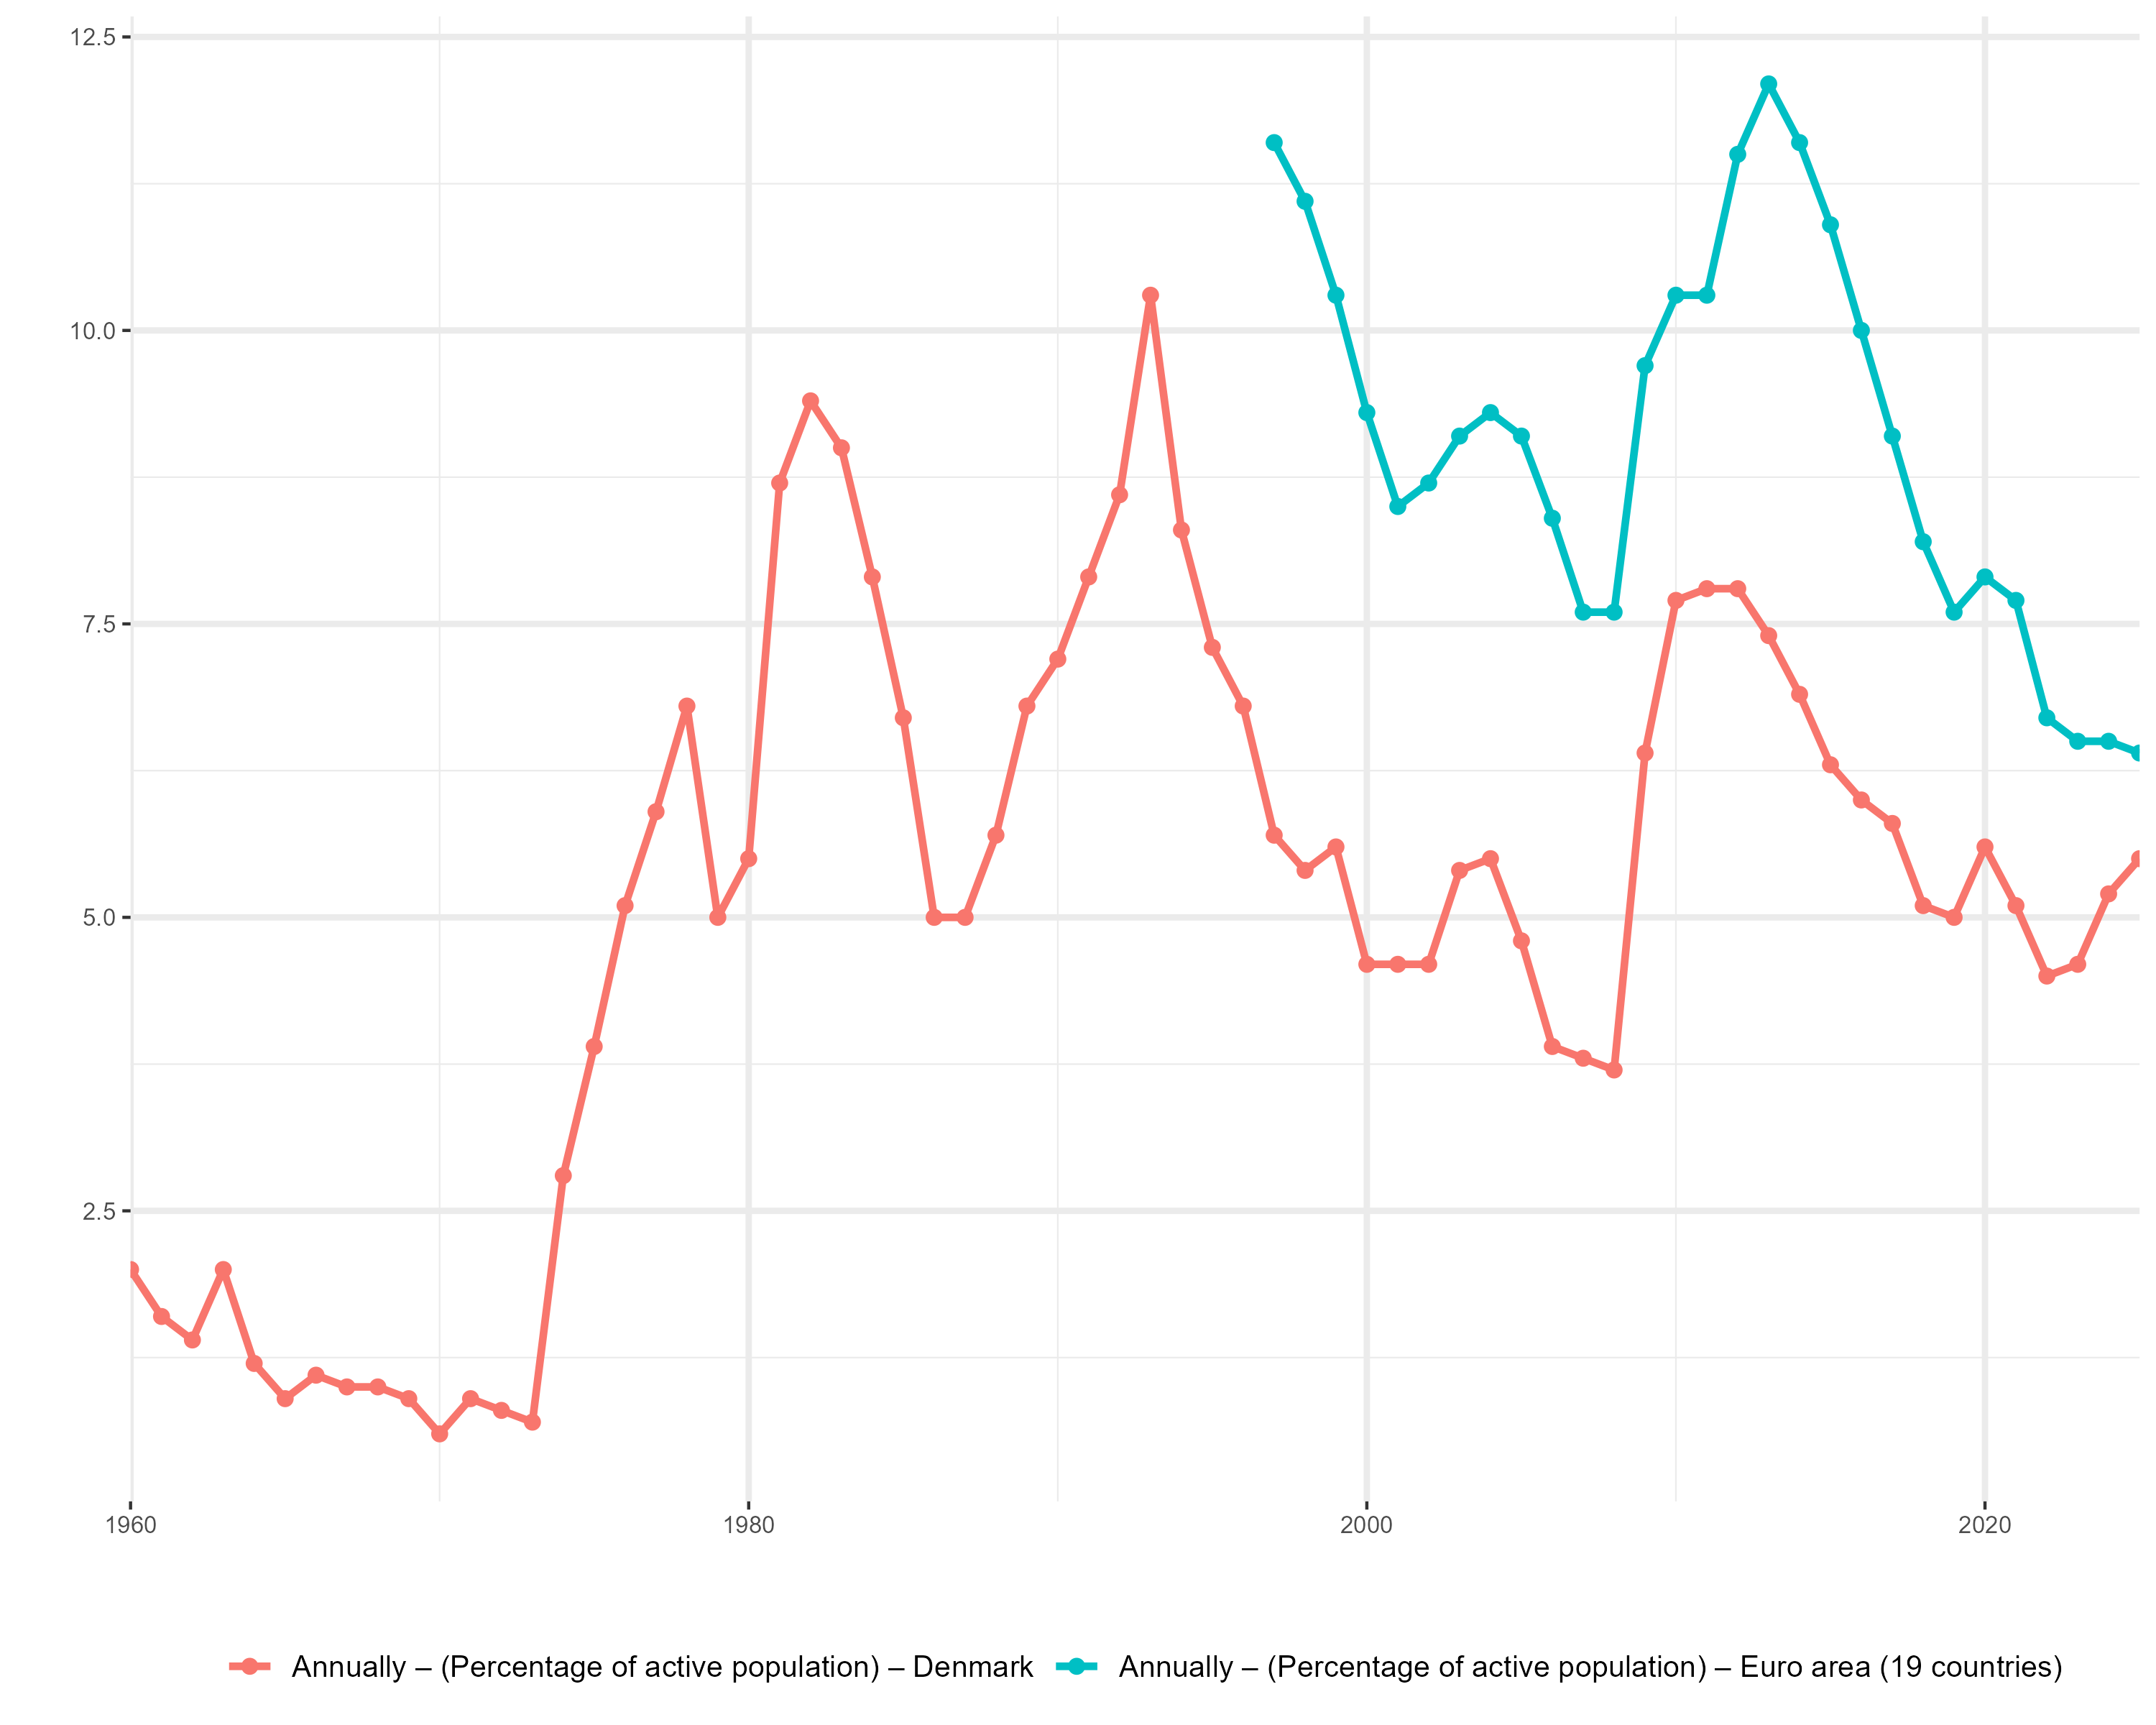 12.5
10.0
7.5
5.0
2.5
1960 1980 2000 2020
Annually – (Percentage of active population) – Denmark Annually – (Percentage of active population) – Euro area (19 countries)